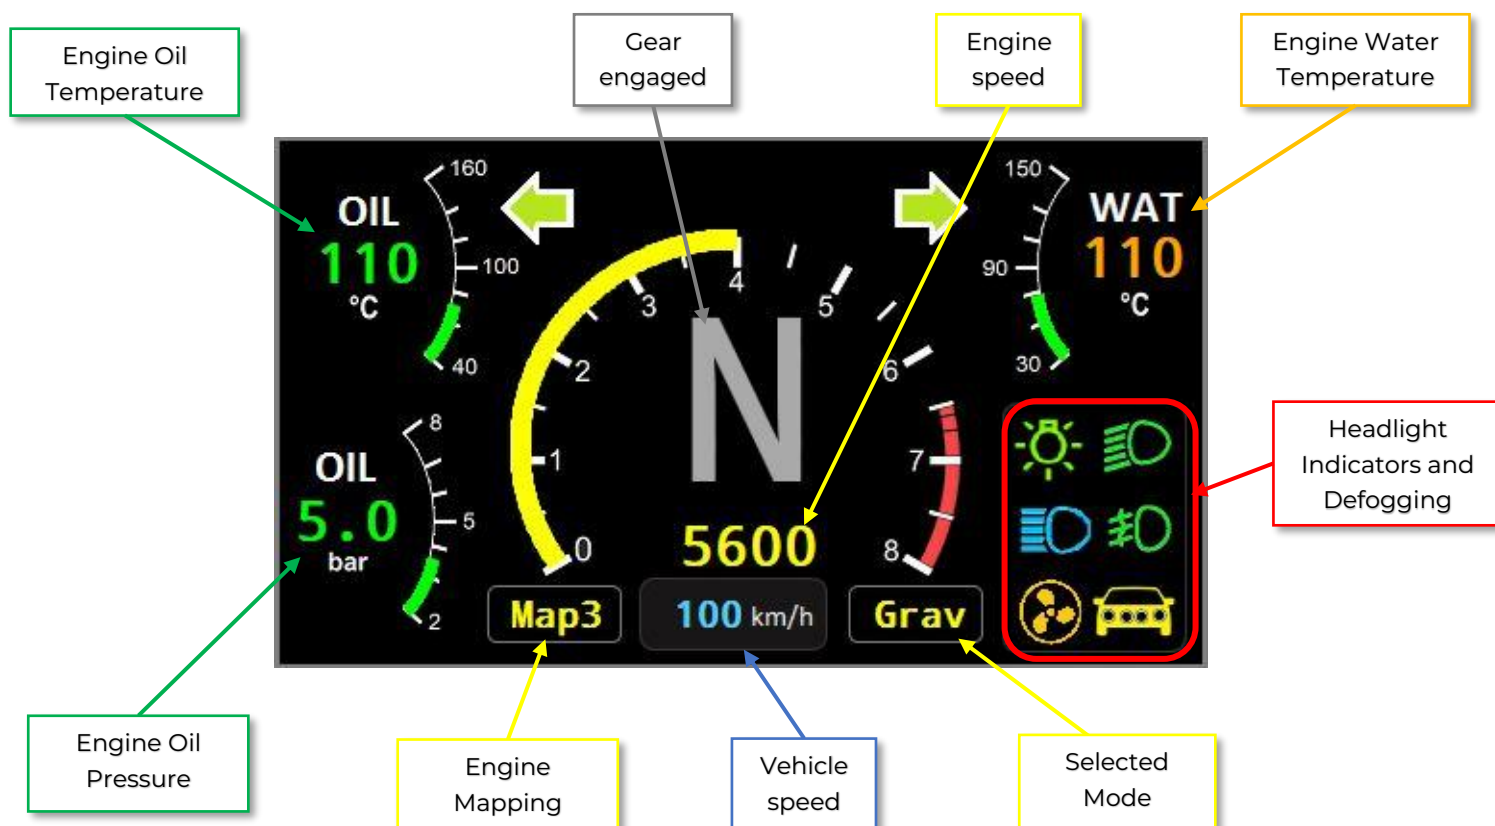 Engine Oil
Temperature
Gear
engaged
Engine
speed
Engine Water
Temperature
160
OIL
110
°C
100
40
150
WAT
110
°C
90
30
8
OIL
5.0
bar
5
2
0
1
2
3
4
5
6
7
8
N
5600
Map3
100 km/h
Grav
Headlight
Indicators and
Defogging
Engine Oil
Pressure
Engine
Mapping
Vehicle
speed
Selected
Mode